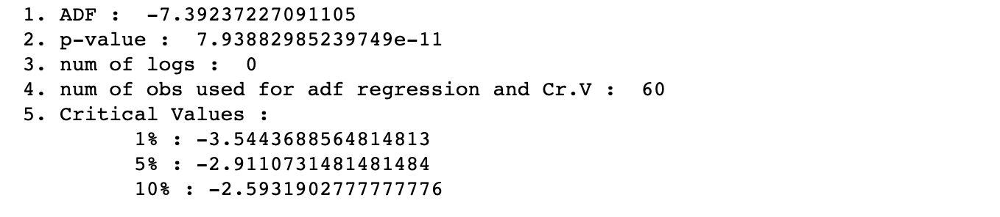 1. ADF :  -7.39237227091105
2. p-value :  7.93882985239749e-11
3. num of logs :  0
4. num of obs used for adf regression and Cr.V :  60
5. Critical Values :
1% : -3.5443688564814813
5% : -2.9110731481481484
10% : -2.5931902777777776